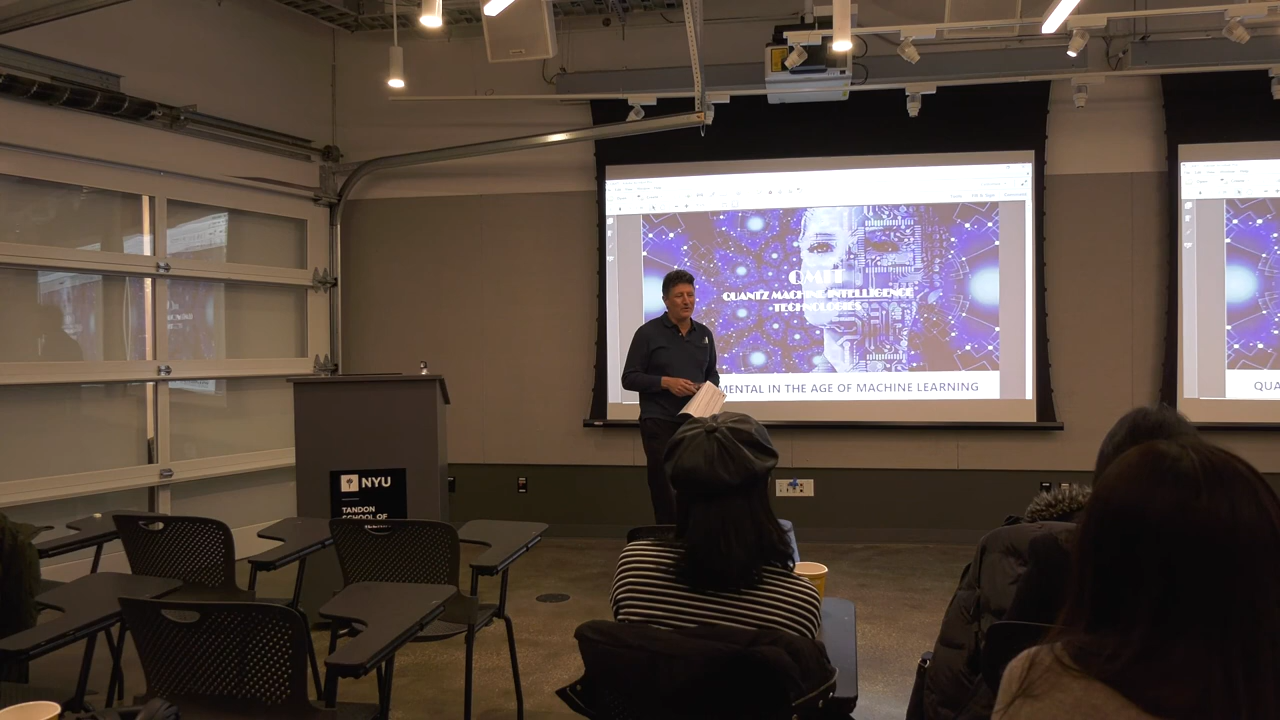 QMIT
QUANTZ MACHINE INTELLIGENCE
TECHNOLOGIES
MENTAL IN THE AGE OF MACHINE LEARNING
QUA
NYU
TANDON
SCHOOL OF